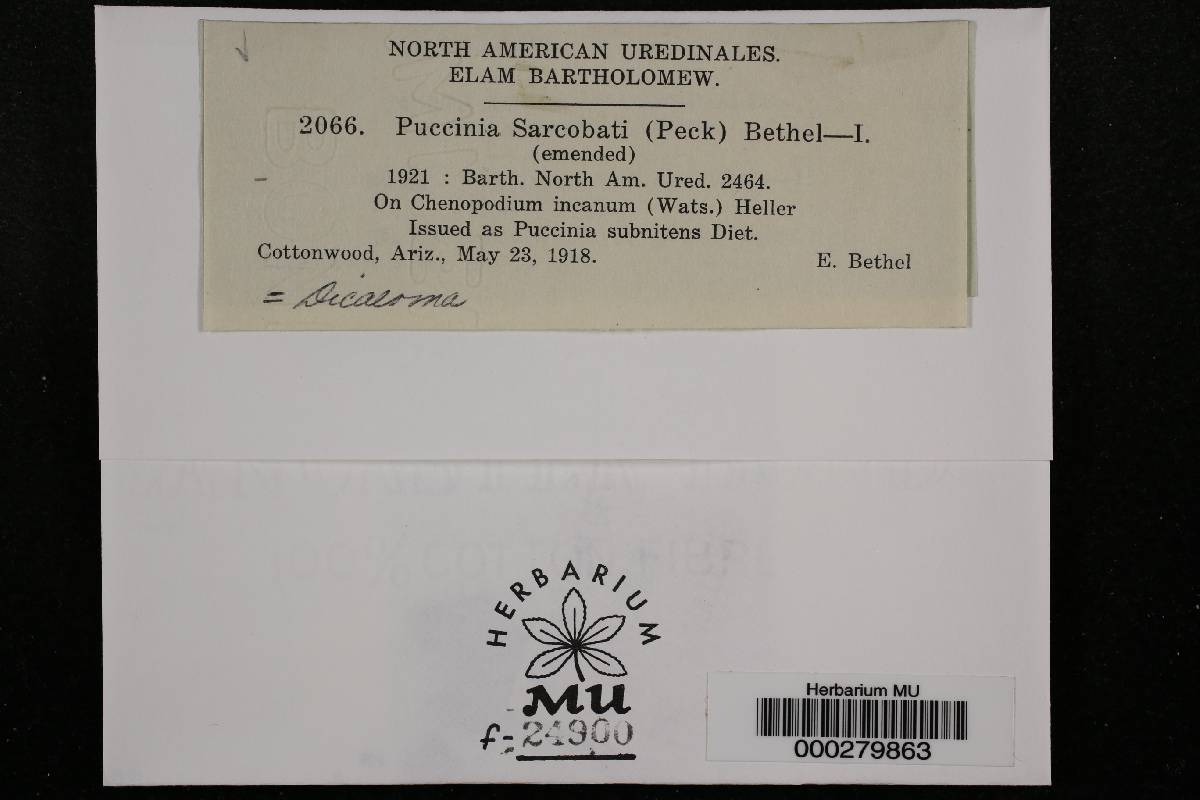 NORTH AMERICAN UREDINALES.
ELAM BARTHOLOMEW.
2066. Puccinia Sarcobati (Peck) Bethel—I.
(emended)
1921 : Barth. North Am. Ured. 2464.
On Chenopodium incanum (Wats.) Heller
Issued as Puccinia subnitens Diet.
Cottonwood, Ariz., May 23, 1918. E. Bethel
= Dicaeoma
HERBARIUM
MU
f-24900
Herbarium MU
000279863